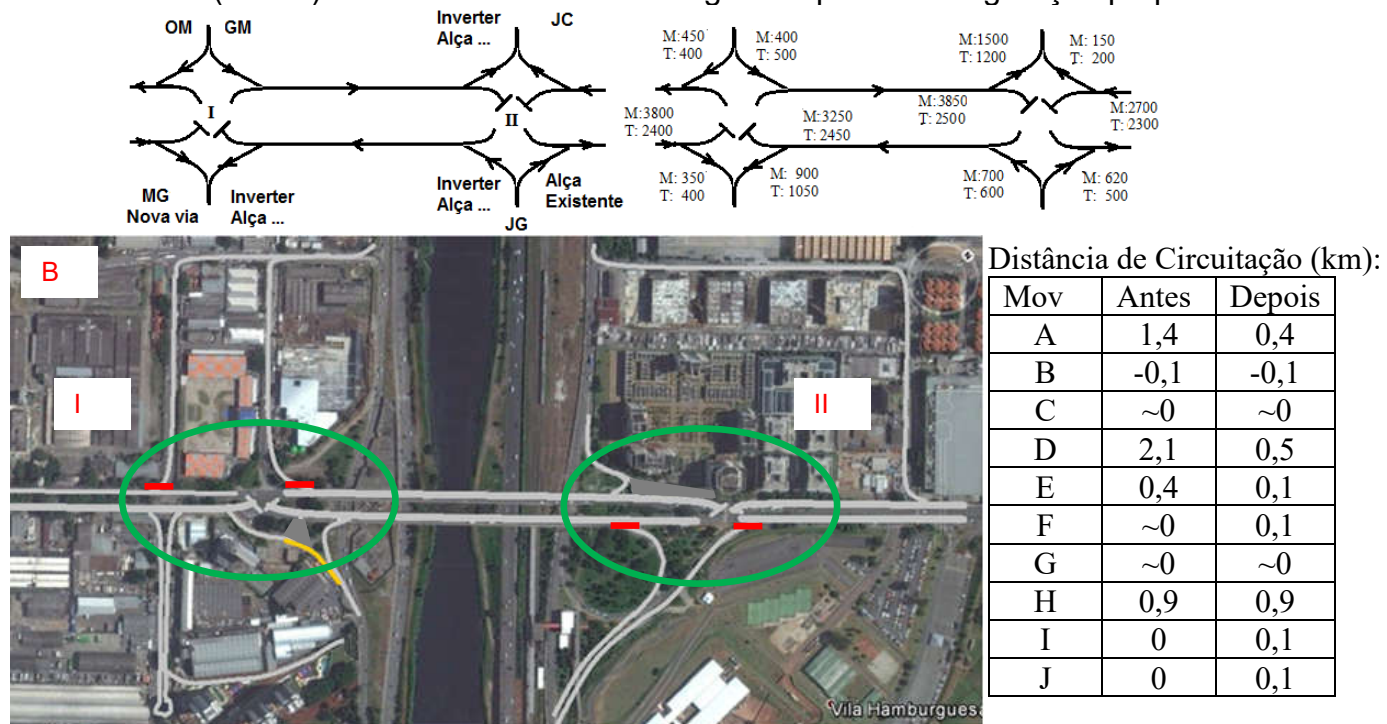 Inverter
Alça ...
JC
OM GM
I
II
MG
Nova via
Inverter
Alça ...
Inverter
Alça ...
Alça
Existente
JG
M:450
T: 400
M:400
T: 500
M:1500
T: 1200
M: 150
T: 200
M:3800
T: 2400
M:3250
T: 2450
M:3850
T: 2500
M:2700
T: 2300
M: 350
T: 400
M: 900
T: 1050
M:700
T: 600
M: 620
T: 500
B
I
II
Vila Hamburguesa
Distância de Circuitação (km):
Mov Antes Depois
A 1,4 0,4
B -0,1 -0,1
C ~0 ~0
D 2,1 0,5
E 0,4 0,1
F ~0 0,1
G ~0 ~0
H 0,9 0,9
I 0 0,1
J 0 0,1